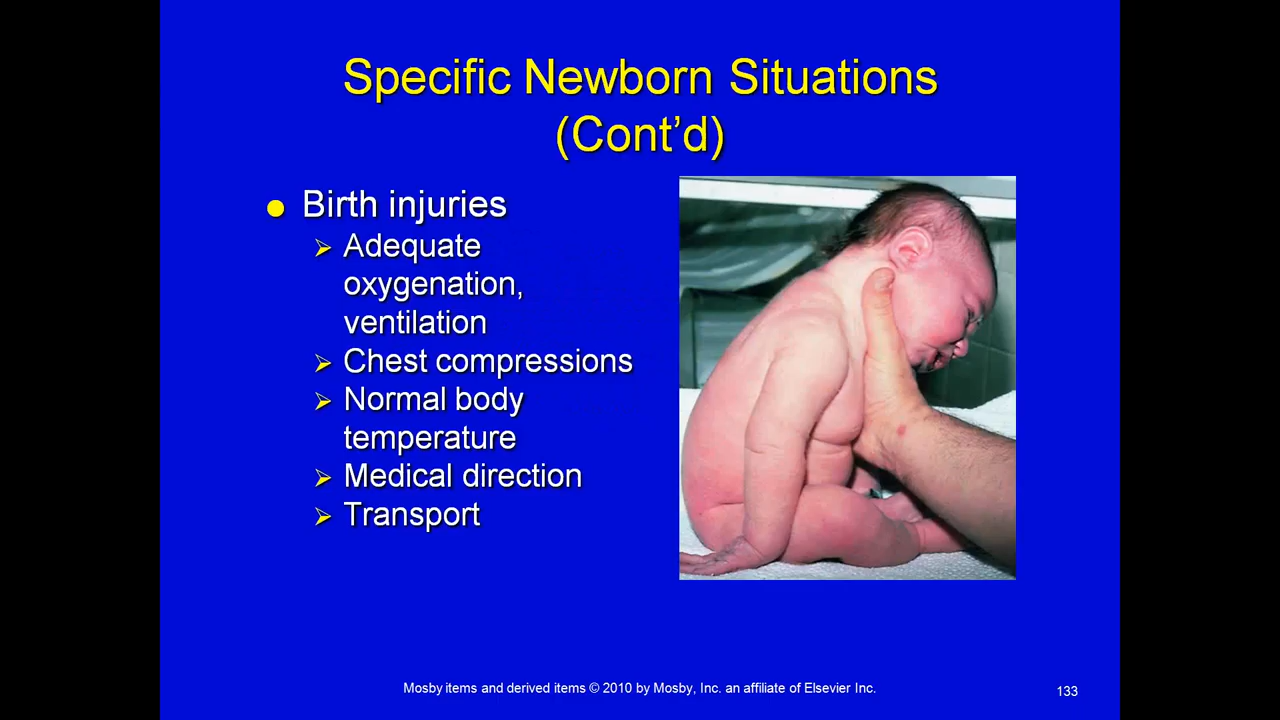 Specific Newborn Situations
(Cont’d)
Birth injuries
Adequate
oxygenation,
ventilation
Chest compressions
Normal body
temperature
Medical direction
Transport
Mosby items and derived items © 2010 by Mosby, Inc. an affiliate of Elsevier Inc.
133